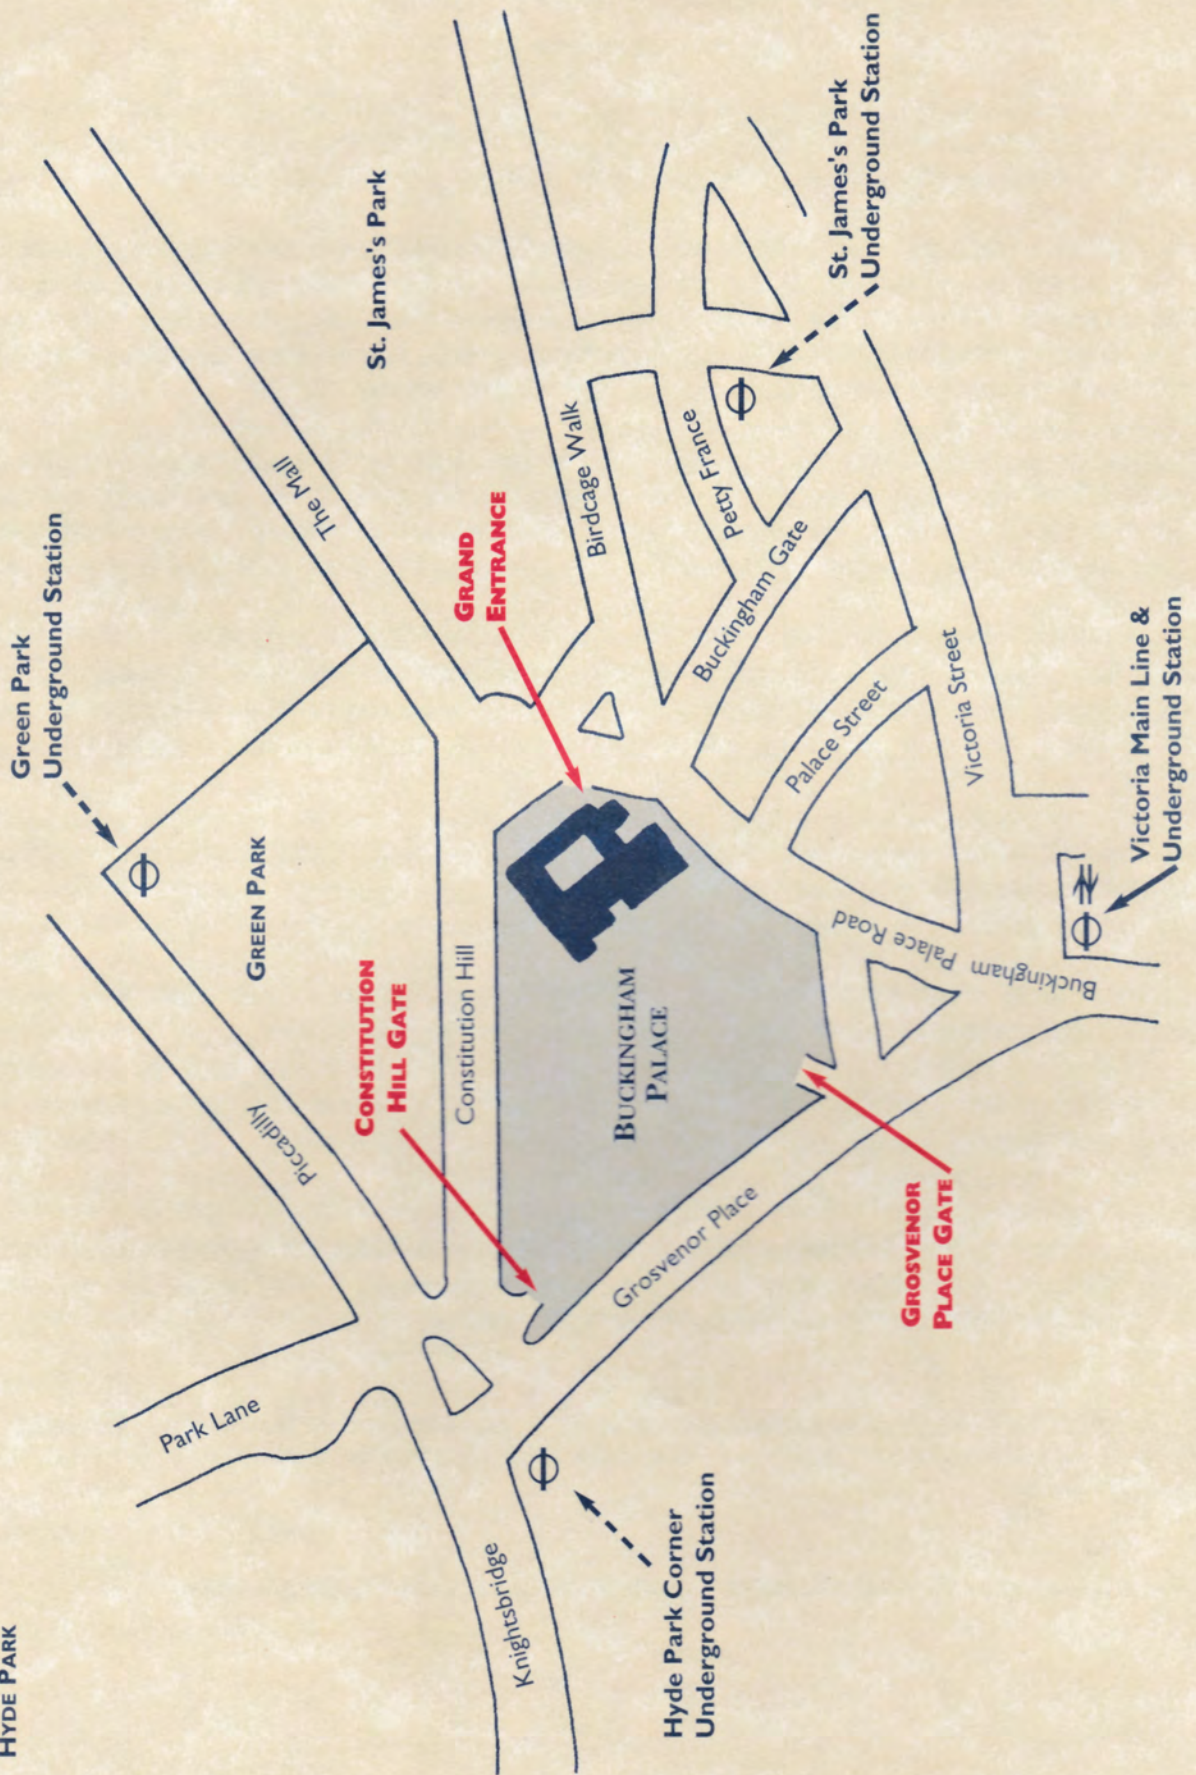 HYDE PARK
Green Park
Underground Station
Park Lane
Piccadilly
GREEN PARK
The Mall
St. James's Park
CONSTITUTION
HILL GATE
Constitution Hill
GRAND
ENTRANCE
Knightsbridge
Birdcage Walk
BUCKINGHAM
PALACE
Hyde Park Corner
Underground Station
Grosvenor Place
Petty France
Buckingham Gate
St. James's Park
Underground Station
Palace Street
Buckingham Palace Road
GROSVENOR
PLACE GATE
Victoria Street
Victoria Main Line &
Underground Station